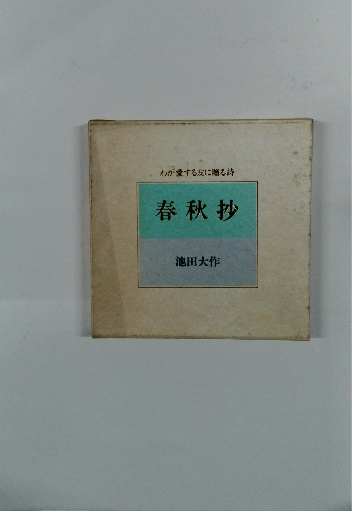 わが愛する友に贈る詩
春秋抄
池田大作